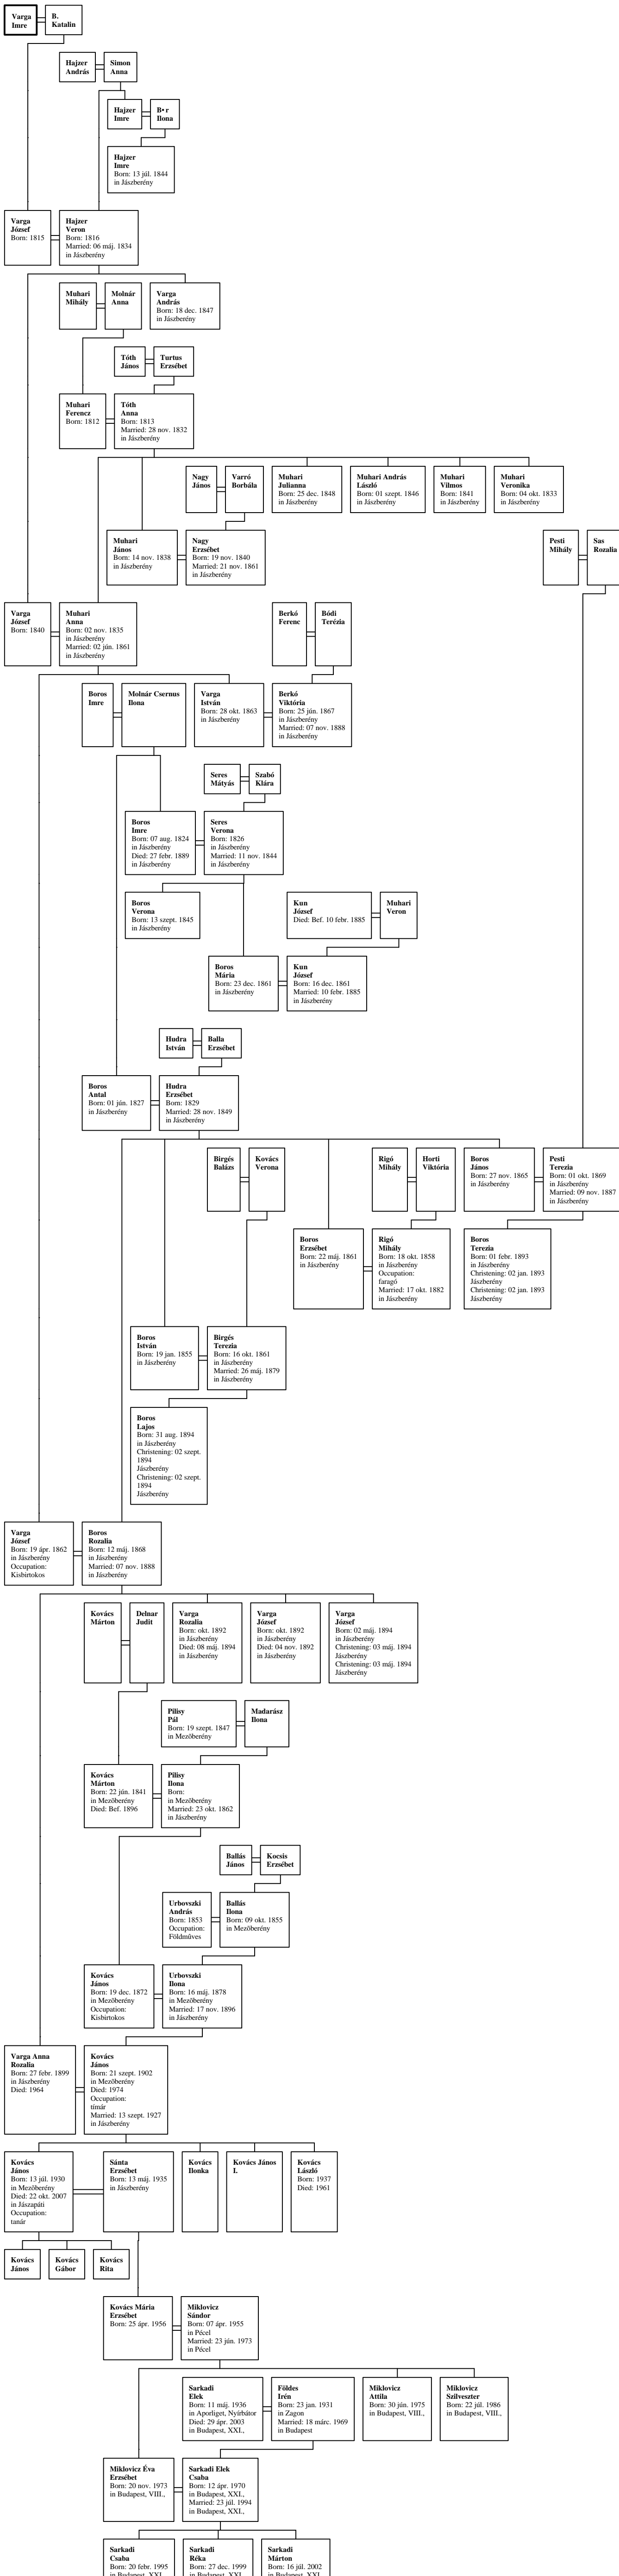 Varga
Imre
B.
Katalin
Hajzer
András
Simon
Anna
Hajzer
Imre
B•r
Ilona
Hajzer
Imre
Born: 13 júl. 1844
in Jászberény
Varga
József
Born: 1815
Hajzer
Veron
Born: 1816
Married: 06 máj. 1834
in Jászberény
Muhari
Mihály
Molnár
Anna
Varga
András
Born: 18 dec. 1847
in Jászberény
Tóth
János
Turtus
Erzsébet
Muhari
Ferencz
Born: 1812
Tóth
Anna
Born: 1813
Married: 28 nov. 1832
in Jászberény
Nagy
János
Varró
Borbála
Muhari
Julianna
Born: 25 dec. 1848
in Jászberény
Muhari András
László
Born: 01 szept. 1846
in Jászberény
Muhari
Vilmos
Born: 1841
in Jászberény
Muhari
Veronika
Born: 04 okt. 1833
in Jászberény
Muhari
János
Born: 14 nov. 1838
in Jászberény
Nagy
Erzsébet
Born: 19 nov. 1840
Married: 21 nov. 1861
in Jászberény
Pesti
Mihály
Sas
Rozalia
Varga
József
Born: 1840
Muhari
Anna
Born: 02 nov. 1835
in Jászberény
Married: 02 jún. 1861
in Jászberény
Berkó
Ferenc
Bódi
Terézia
Boros
Imre
Molnár Csernus
Ilona
Varga
István
Born: 28 okt. 1863
in Jászberény
Berkó
Viktória
Born: 25 jún. 1867
in Jászberény
Married: 07 nov. 1888
in Jászberény
Seres
Mátyás
Szabó
Klára
Boros
Imre
Born: 07 aug. 1824
in Jászberény
Died: 27 febr. 1889
in Jászberény
Seres
Verona
Born: 1826
in Jászberény
Married: 11 nov. 1844
in Jászberény
Boros
Verona
Born: 13 szept. 1845
in Jászberény
Kun
József
Died: Bef. 10 febr. 1885
Muhari
Veron
Boros
Mária
Born: 23 dec. 1861
in Jászberény
Kun
József
Born: 16 dec. 1861
Married: 10 febr. 1885
in Jászberény
Hudra
István
Balla
Erzsébet
Boros
Antal
Born: 01 jún. 1827
in Jászberény
Hudra
Erzsébet
Born: 1829
Married: 28 nov. 1849
in Jászberény
Birgés
Balázs
Kovács
Verona
Rigó
Mihály
Horti
Viktória
Boros
János
Born: 27 nov. 1865
in Jászberény
Pesti
Terezia
Born: 01 okt. 1869
in Jászberény
Married: 09 nov. 1887
in Jászberény
Boros
Erzsébet
Born: 22 máj. 1861
in Jászberény
Rigó
Mihály
Born: 18 okt. 1858
in Jászberény
Occupation:
faragó
Married: 17 okt. 1882
in Jászberény
Boros
Terezia
Born: 01 febr. 1893
in Jászberény
Christening: 02 jan. 1893
Jászberény
Christening: 02 jan. 1893
Jászberény
Boros
István
Born: 19 jan. 1855
in Jászberény
Birgés
Terezia
Born: 16 okt. 1861
in Jászberény
Married: 26 máj. 1879
in Jászberény
Boros
Lajos
Born: 31 aug. 1894
in Jászberény
Christening: 02 szept.
1894
Jászberény
Christening: 02 szept.
1894
Jászberény
Varga
József
Born: 19 ápr. 1862
in Jászberény
Occupation:
Kisbirtokos
Boros
Rozalia
Born: 12 máj. 1868
in Jászberény
Married: 07 nov. 1888
in Jászberény
Kovács
Márton
Delnar
Judit
Varga
Rozalia
Born: okt. 1892
in Jászberény
Died: 08 máj. 1894
in Jászberény
Varga
József
Born: okt. 1892
in Jászberény
Died: 04 nov. 1892
in Jászberény
Varga
József
Born: 02 máj. 1894
in Jászberény
Christening: 03 máj. 1894
Jászberény
Christening: 03 máj. 1894
Jászberény
Pilisy
Pál
Born: 19 szept. 1847
in Mezőberény
Madarász
Ilona
Kovács
Márton
Born: 22 jún. 1841
in Mezőberény
Died: Bef. 1896
Pilisy
Ilona
Born:
in Mezőberény
Married: 23 okt. 1862
in Jászberény
Ballás
János
Kocsis
Erzsébet
Urbovszki
András
Born: 1853
Occupation:
Földműves
Ballás
Ilona
Born: 09 okt. 1855
in Mezőberény
Kovács
János
Born: 19 dec. 1872
in Mezőberény
Occupation:
Kisbirtokos
Urbovszki
Ilona
Born: 16 máj. 1878
in Mezőberény
Married: 17 nov. 1896
in Jászberény
Varga Anna
Rozalia
Born: 27 febr. 1899
in Jászberény
Died: 1964
Kovács
János
Born: 21 szept. 1902
in Mezőberény
Died: 1974
Occupation:
tímár
Married: 13 szept. 1927
in Jászberény
Kovács
János
Born: 13 júl. 1930
in Mezőberény
Died: 22 okt. 2007
in Jászapáti
Occupation:
tanár
Sánta
Erzsébet
Born: 13 máj. 1935
in Jászberény
Kovács
Ilonka
Kovács János
I.
Kovács
László
Born: 1937
Died: 1961
Kovács
János
Kovács
Gábor
Kovács
Rita
Kovács Mária
Erzsébet
Born: 25 ápr. 1956
Miklovicz
Sándor
Born: 07 ápr. 1955
in Pécel
Married: 23 jún. 1973
in Pécel
Sarkadi
Elek
Born: 11 máj. 1936
in Aporliget, Nyírbátor
Died: 29 ápr. 2003
in Budapest, XXI.,
Földes
Irén
Born: 23 jan. 1931
in Zagon
Married: 18 márc. 1969
in Budapest
Miklovicz
Attila
Born: 30 jún. 1975
in Budapest, VIII.,
Miklovicz
Szilveszter
Born: 22 júl. 1986
in Budapest, VIII.,
Miklovicz Éva
Erzsébet
Born: 20 nov. 1973
in Budapest, VIII.,
Sarkadi Elek
Csaba
Born: 12 ápr. 1970
in Budapest, XXI.,
Married: 23 júl. 1994
in Budapest, XXI.,
Sarkadi
Csaba
Born: 20 febr. 1995
in Budapest, XXI.
Sarkadi
Réka
Born: 27 dec. 1999
in Budapest, XXI.
Sarkadi
Márton
Born: 16 júl. 2002
in Budapest, XXI.